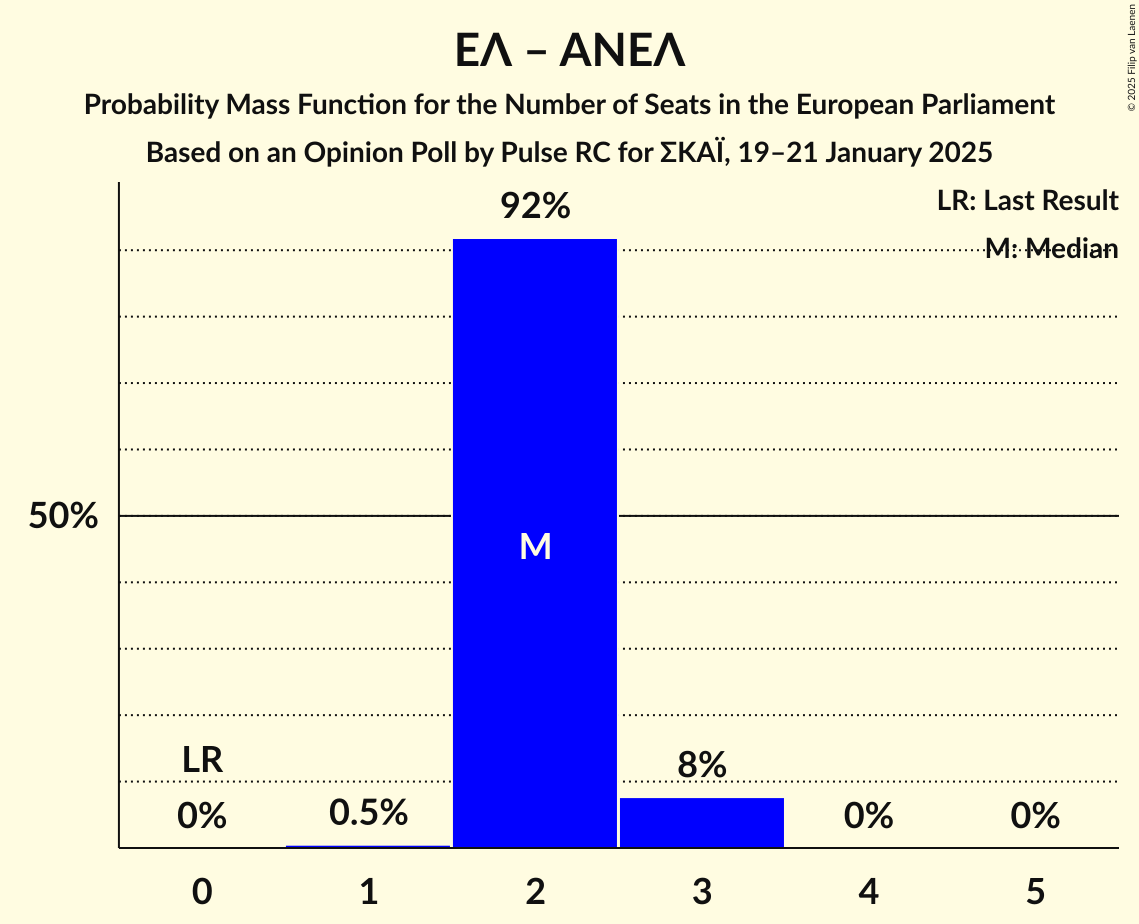 ΕΛ – ΑΝΕΛ
Probability Mass Function for the Number of Seats in the European Parliament
Based on an Opinion Poll by Pulse RC for ΣΚΑΪ, 19–21 January 2025
© 2025 Filip van Laenen
LR: Last Result
M: Median
92%
50%
M
LR
0%
0.5%
8%
0%
0%
0 1 2 3 4 5